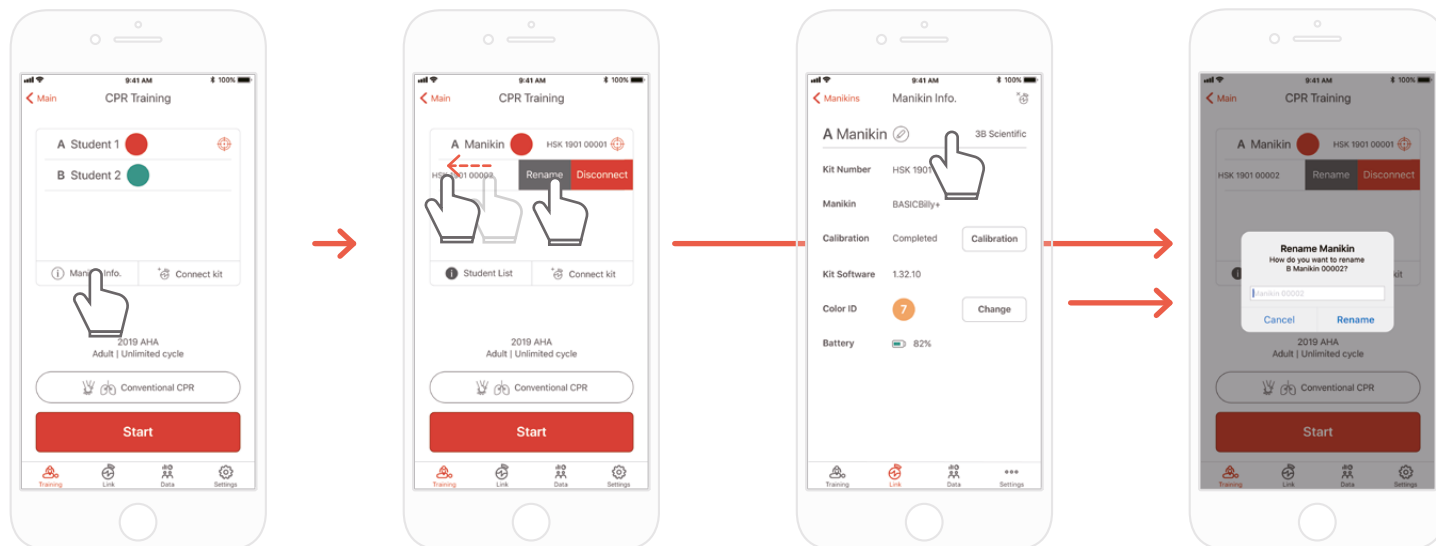 9:41 AM
100%
Main
CPR Training
A Student 1
B Student 2
Manikin Info.
Connect kit
2019 AHA
Adult | Unlimited cycle
Conventional CPR
Start
Training Link Data Settings
9:41 AM
100%
Main
CPR Training
A Manikin
HSK 1901 00001
HSK 1901 00002
Rename
Disconnect
Student List
Connect kit
2019 AHA
Adult | Unlimited cycle
Conventional CPR
Start
Training Link Data Settings
9:41 AM
100%
Manikins
Manikin Info.
A Manikin
3B Scientific
Kit Number
HSK 1901
Manikin
BASICBilly+
Calibration
Completed
Calibration
Kit Software
1.32.10
Color ID
7
Change
Battery
82%
Training Link Data Settings
9:41 AM
100%
Main
CPR Training
A Manikin
HSK 1901 00001
HSK 1901 00002
Rename
Disconnect
Rename Manikin
How do you want to rename
B Manikin 00002?
Manikin 00002
Cancel
Rename
kit
2019 AHA
Adult | Unlimited cycle
Conventional CPR
Start
Training Link Data Settings